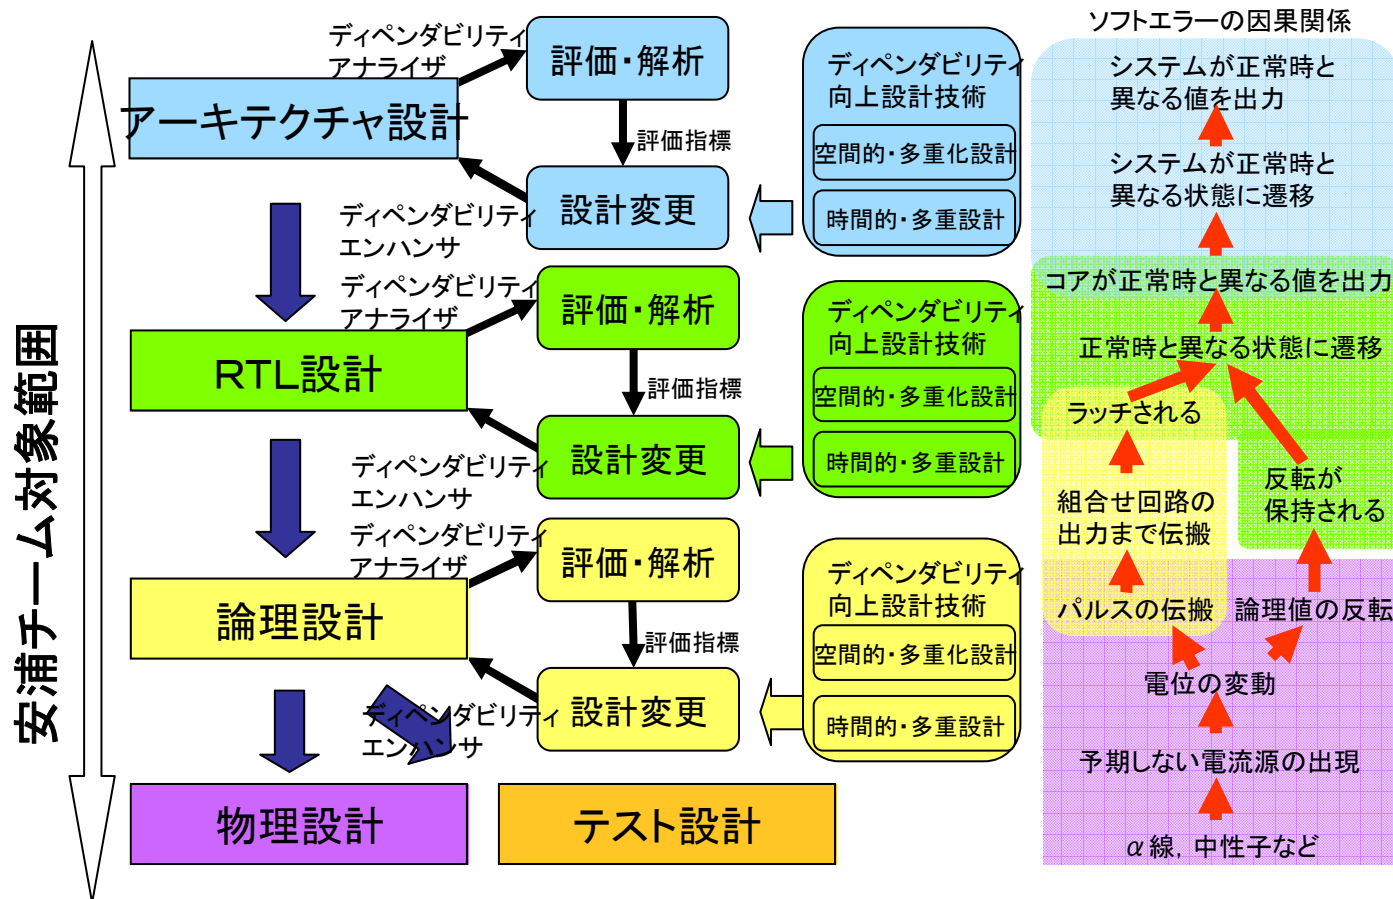 安浦チーム対象範囲
ディペンダビリティ
アナライザ
評価・解析
アーキテクチャ設計
評価指標
設計変更
ディペンダビリティ
エンハンサ
ディペンダビリティ
向上設計技術
空間的・多重化設計
時間的・多重設計
ディペンダビリティ
アナライザ
評価・解析
RTL設計
評価指標
設計変更
ディペンダビリティ
エンハンサ
ディペンダビリティ
向上設計技術
空間的・多重化設計
時間的・多重設計
ディペンダビリティ
アナライザ
評価・解析
論理設計
評価指標
設計変更
ディペンダビリティ
エンハンサ
ディペンダビリティ
向上設計技術
空間的・多重化設計
時間的・多重設計
物理設計
テスト設計
ソフトエラーの因果関係
システムが正常時と
異なる値を出力
システムが正常時と
異なる状態に遷移
コアが正常時と異なる値を出力
正常時と異なる状態に遷移
ラッチされる
反転が
保持される
組合せ回路の
出力まで伝搬
パルスの伝搬
論理値の反転
電位の変動
予期しない電流源の出現
α線，中性子など